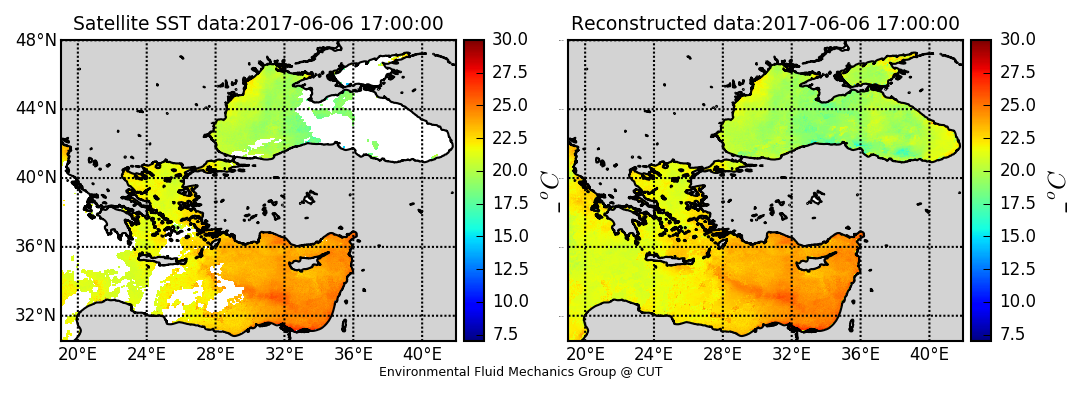 Satellite SST data:2017-06-06 17:00:00
48°N
44°N
40°N
36°N
32°N
20°E 24°E 28°E 32°E 36°E 40°E
30.0
27.5
25.0
22.5
20.0
17.5
15.0
12.5
10.0
7.5
_ °C
Reconstructed data:2017-06-06 17:00:00
20°E 24°E 28°E 32°E 36°E 40°E
30.0
27.5
25.0
22.5
20.0
17.5
15.0
12.5
10.0
7.5
_ °C
Environmental Fluid Mechanics Group @ CUT